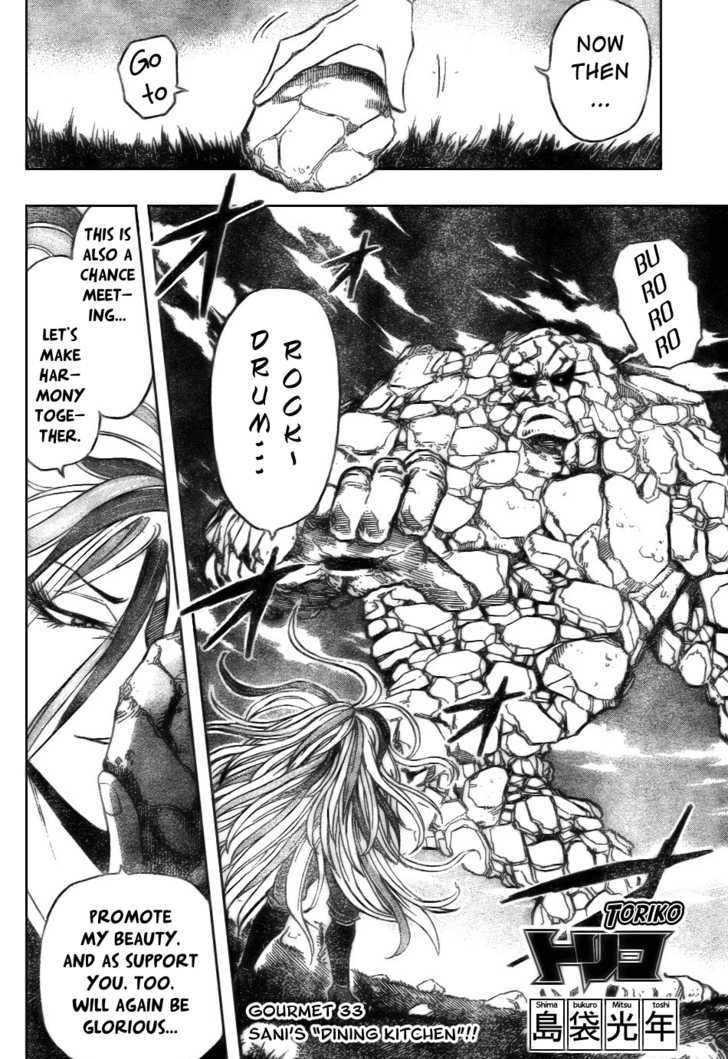 NOW
THEN
...
Go
to
BU
RO
RO
RO
ROCK-
DRUM...
THIS IS
ALSO A
CHANCE
MEET-
ING...
LET'S
MAKE
HAR-
MONY
TOGE-
THER.
PROMOTE
MY BEAUTY.
AND AS SUPPORT
YOU, TOO.
WILL AGAIN BE
GLORIOUS...
GOURMET 33
SANI'S "DINING KITCHEN"!!
TORIKO
トリコ
Shima bukuro Mitsu toshi
島袋光年